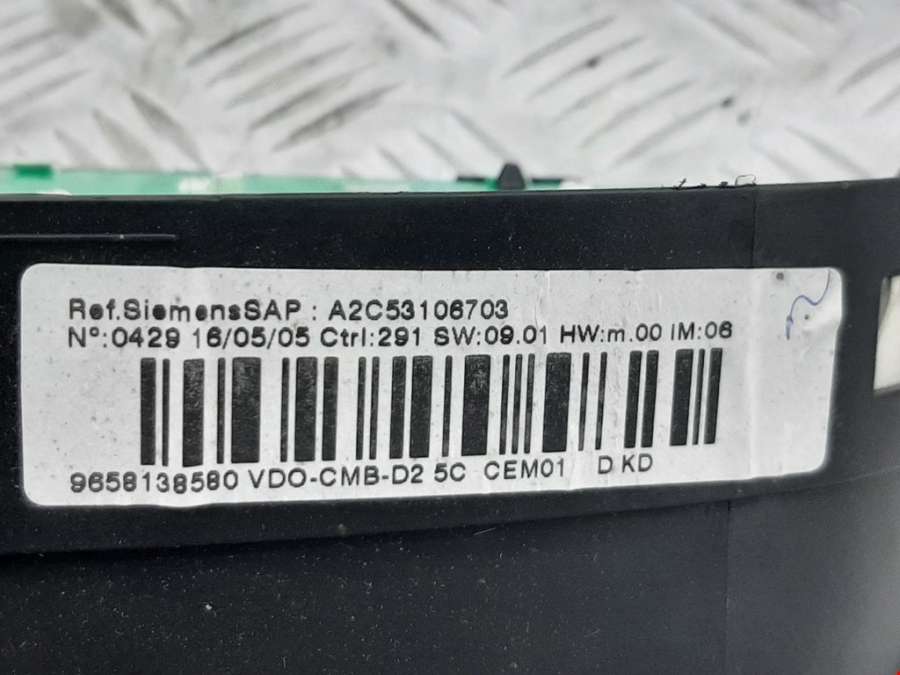 Ref.SiemensSAP : A2C53106703
N°:0429 16/05/05 Ctrl:291 SW:09.01 HW:m.00 IM:06
9658138580 VDO-CMB-D2 5C CEM01 D KD